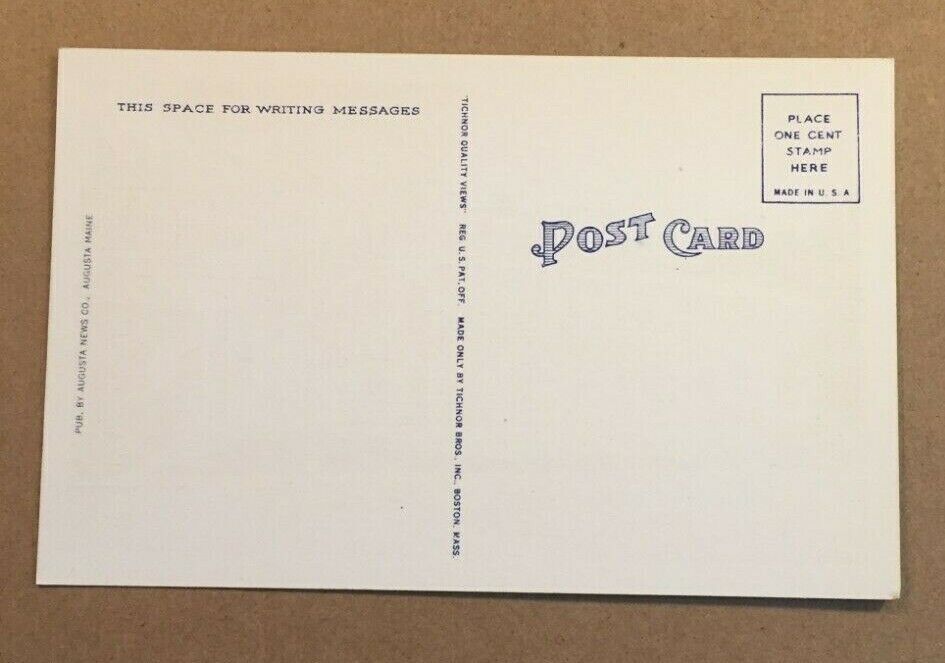 THIS SPACE FOR WRITING MESSAGES
PUB. BY AUGUSTA NEWS CO., AUGUSTA MAINE
"TICHNOR QUALITY VIEWS" REG. U. S. PAT. OFF. MADE ONLY BY TICHNOR BROS., INC., BOSTON, MASS.
POST CARD
PLACE
ONE CENT
STAMP
HERE
MADE IN U. S. A